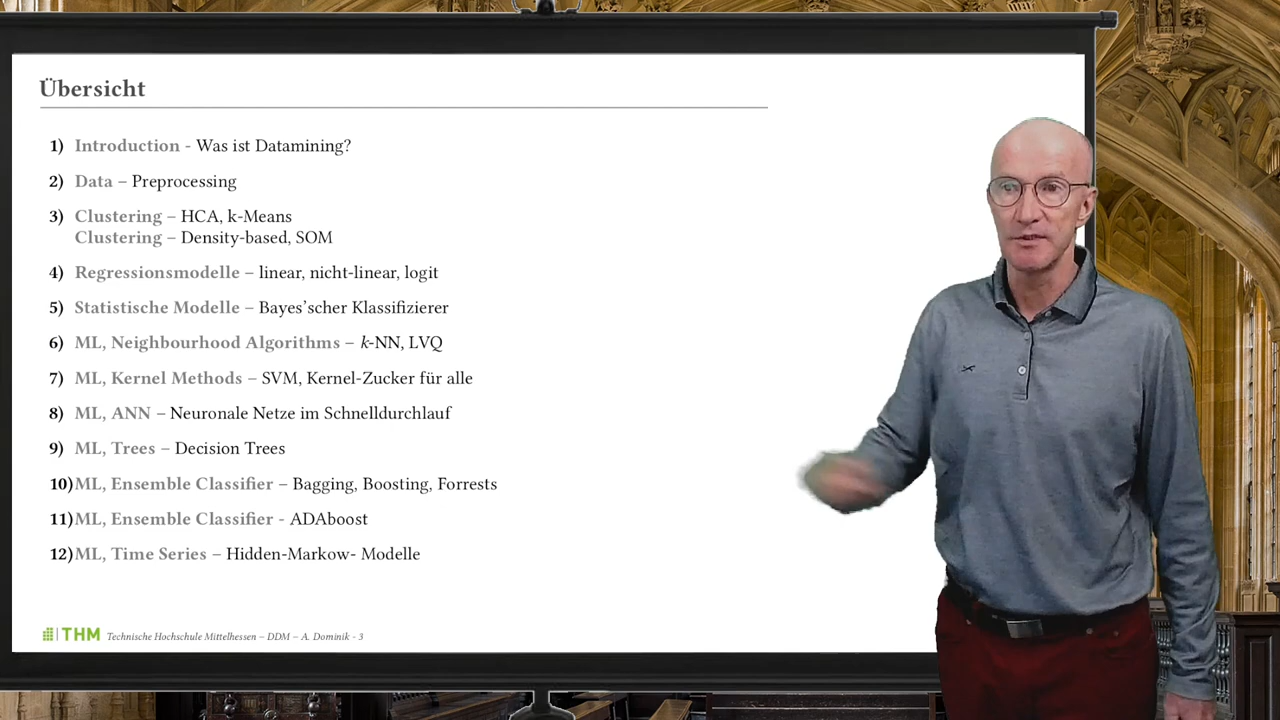 Übersicht
1) Introduction - Was ist Datamining?
2) Data – Preprocessing
3) Clustering – HCA, k-Means
Clustering – Density-based, SOM
4) Regressionsmodelle – linear, nicht-linear, logit
5) Statistische Modelle – Bayes’scher Klassifizierer
6) ML, Neighbourhood Algorithms – k-NN, LVQ
7) ML, Kernel Methods – SVM, Kernel-Zucker für alle
8) ML, ANN – Neuronale Netze im Schnelldurchlauf
9) ML, Trees – Decision Trees
10) ML, Ensemble Classifier – Bagging, Boosting, Forrests
11) ML, Ensemble Classifier - ADAboost
12) ML, Time Series – Hidden-Markow- Modelle
THM Technische Hochschule Mittelhessen – DDM – A. Dominik - 3